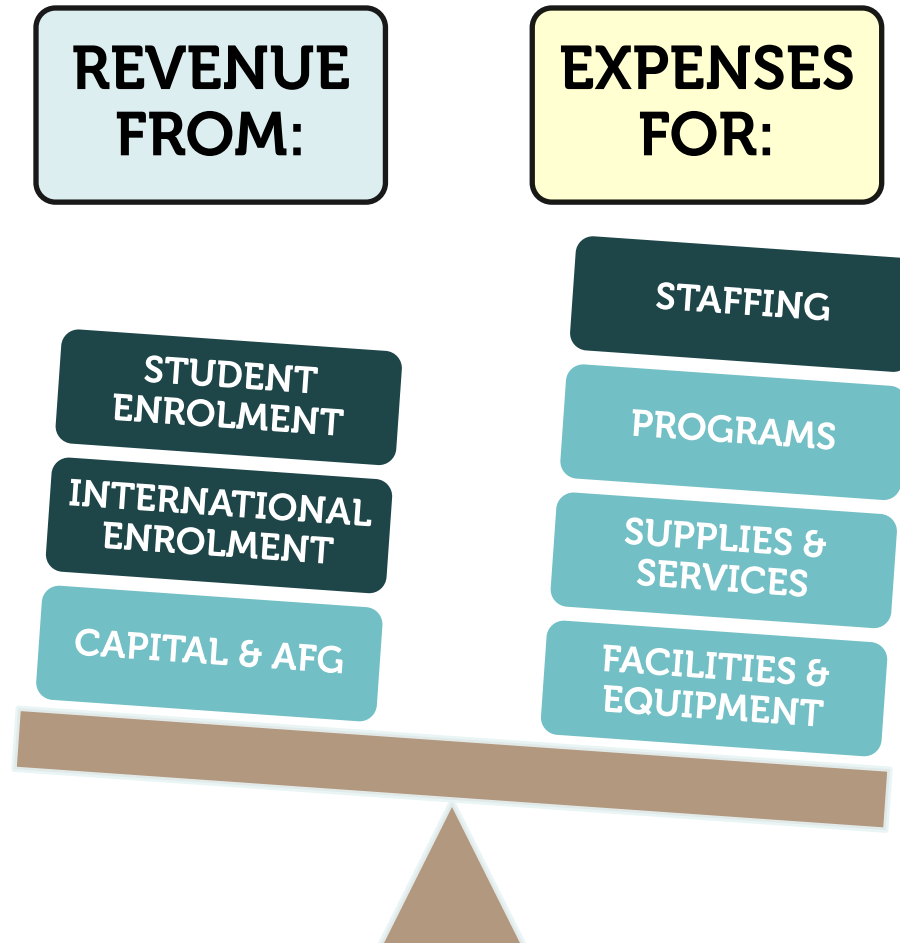 REVENUE
FROM:
STUDENT
ENROLMENT
INTERNATIONAL
ENROLMENT
CAPITAL & AFG
EXPENSES
FOR:
STAFFING
PROGRAMS
SUPPLIES &
SERVICES
FACILITIES &
EQUIPMENT